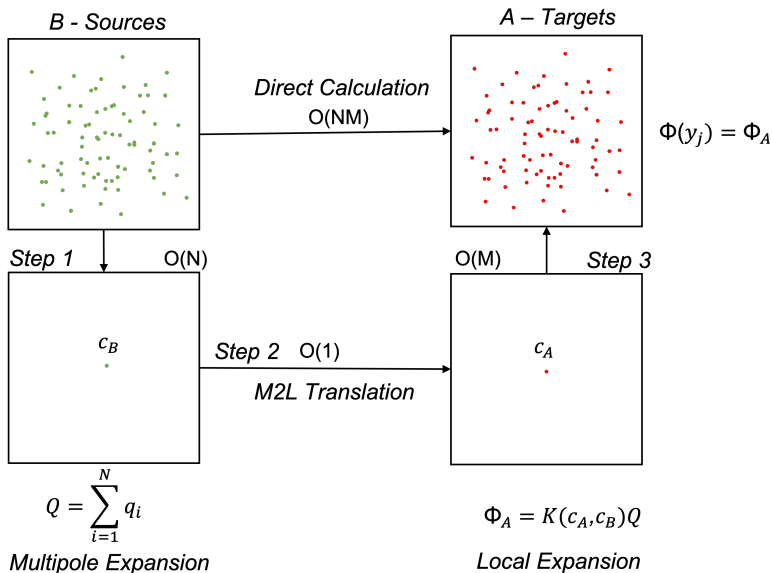 B - Sources
A – Targets
Direct Calculation
O(NM)
Φ(y_j) = Φ_A
Step 1
O(N)
O(M)
Step 3
c_B
Step 2
O(1)
c_A
M2L Translation
Q = \sum_{i=1}^{N} q_i
Φ_A = K(c_A,c_B)Q
Multipole Expansion
Local Expansion